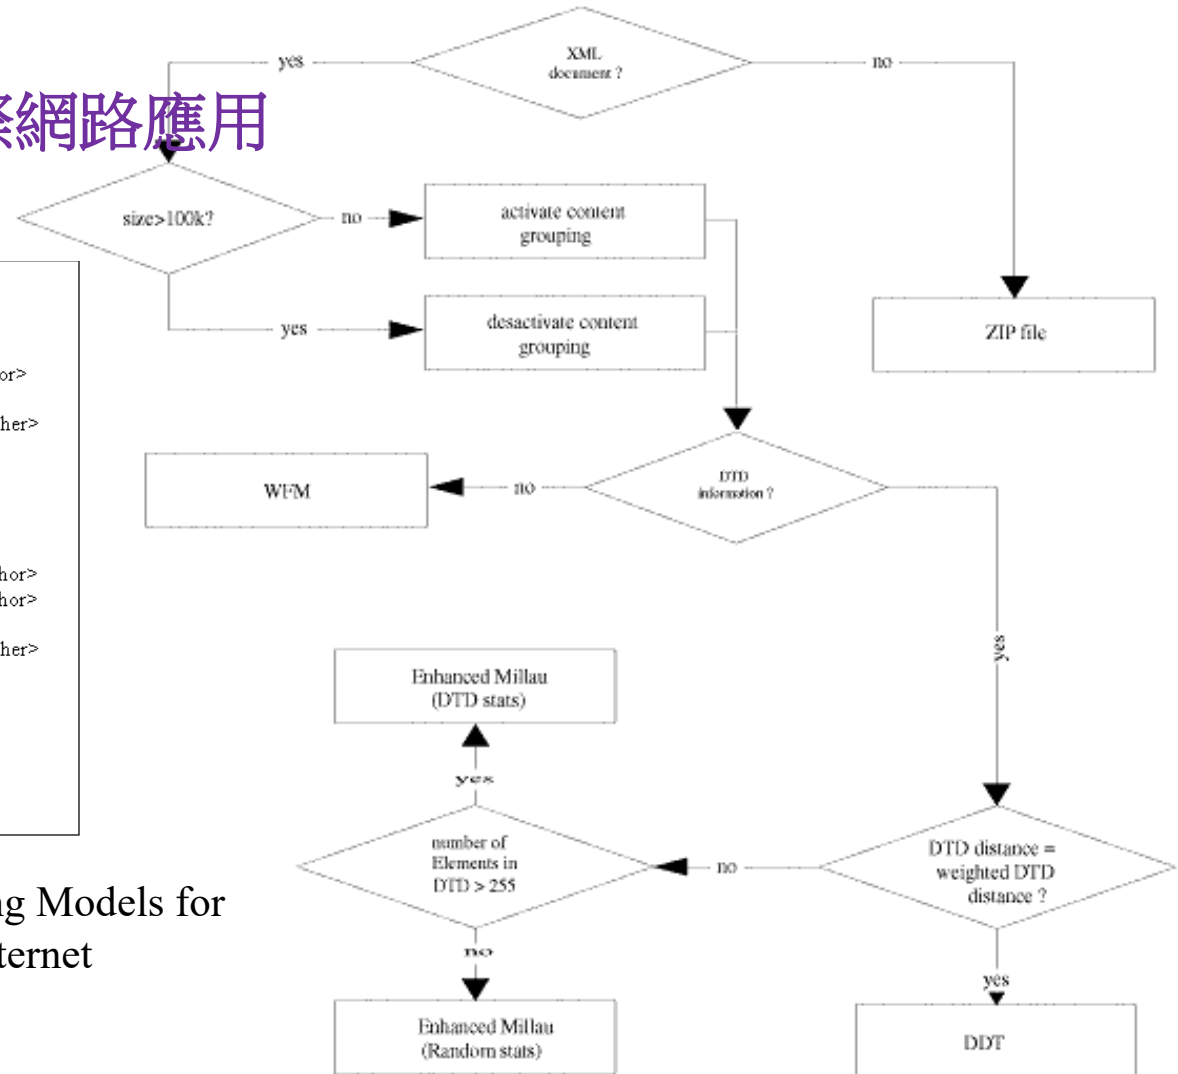 XML
document ?
yes
no
際網路應用
size>100k?
no
activate content
grouping
yes
desactivate content
grouping
ZIP file
or>
her>
WFM
no
DTD
information ?
hor>
hor>
her>
yes
Enhanced Millau
(DTD stats)
yes
number of
Elements in
DTD > 255
no
DTD distance =
weighted DTD
distance ?
ng Models for
ternet
no
yes
Enhanced Millau
(Random stats)
DDT